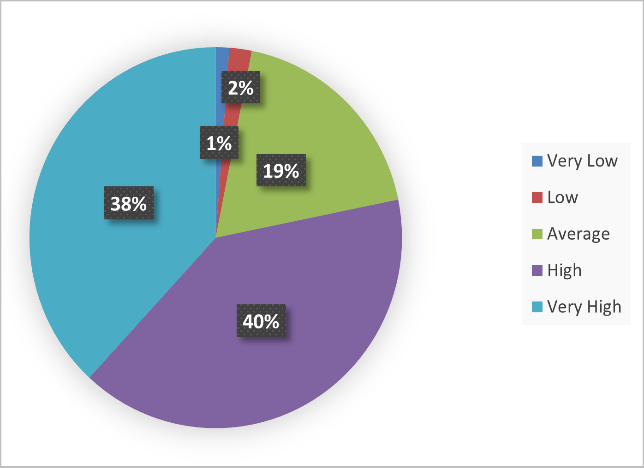 2%
1%
19%
38%
40%
Very Low
Low
Average
High
Very High